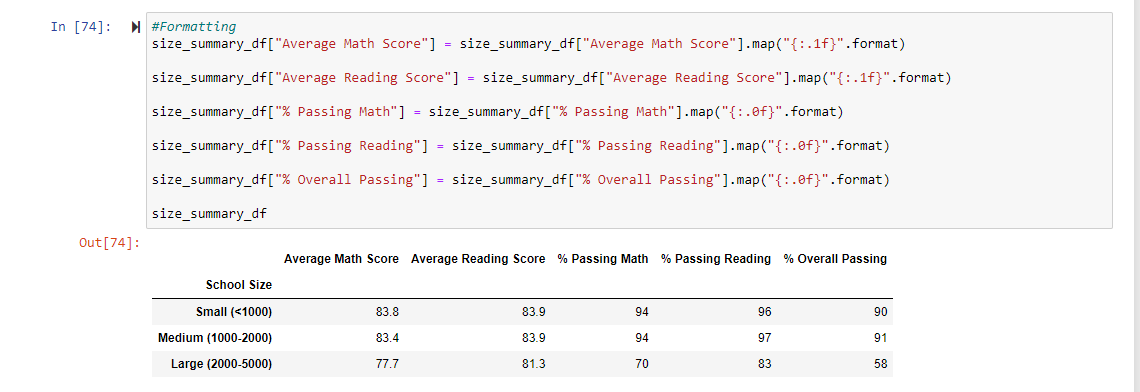 In [74]:
#Formatting
size_summary_df["Average Math Score"] = size_summary_df["Average Math Score"].map("{:.1f}".format)
size_summary_df["Average Reading Score"] = size_summary_df["Average Reading Score"].map("{:.1f}".format)
size_summary_df["% Passing Math"] = size_summary_df["% Passing Math"].map("{:.0f}".format)
size_summary_df["% Passing Reading"] = size_summary_df["% Passing Reading"].map("{:.0f}".format)
size_summary_df["% Overall Passing"] = size_summary_df["% Overall Passing"].map("{:.0f}".format)
size_summary_df
Out[74]:
Average Math Score Average Reading Score % Passing Math % Passing Reading % Overall Passing
School Size
Small (<1000) 83.8 83.9 94 96 90
Medium (1000-2000) 83.4 83.9 94 97 91
Large (2000-5000) 77.7 81.3 70 83 58